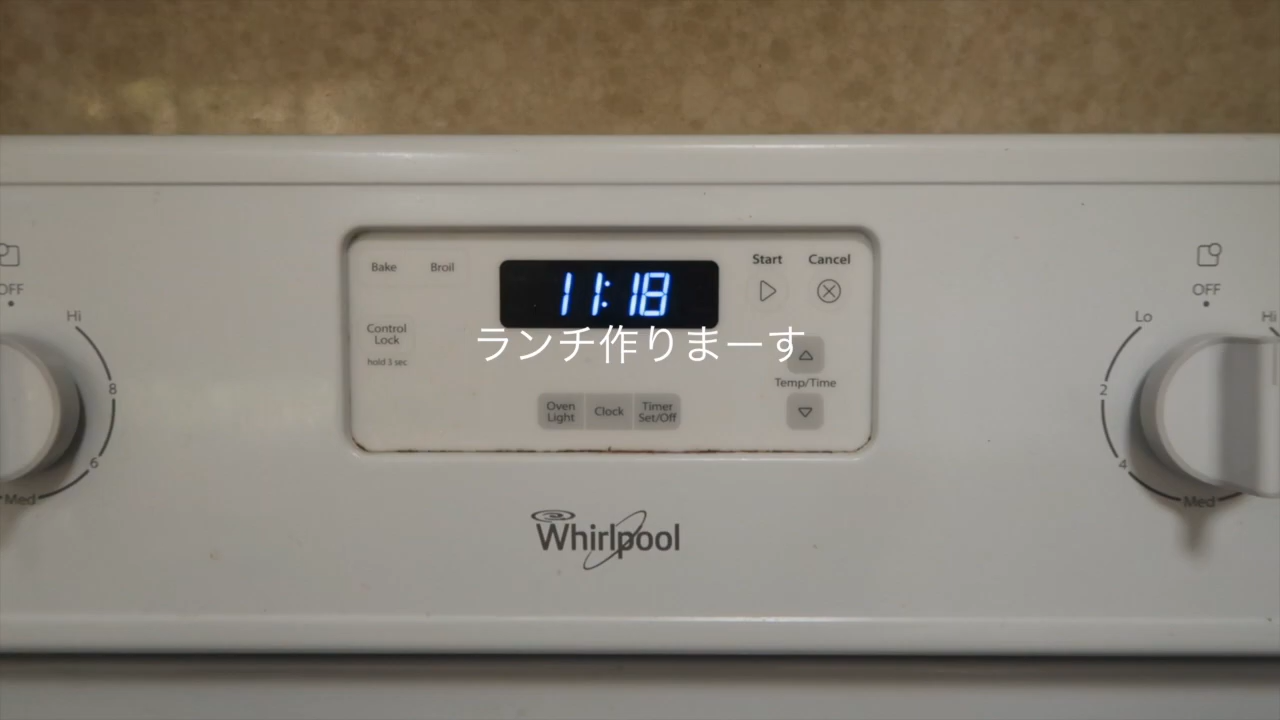 Bake
Broil
11:18
Start
Cancel
Control
Lock
hold 3 sec
ランチ作りまーす
Temp/Time
Oven
Light
Clock
Timer
Set/Off
OFF
Hi
8
6
Med
OFF
Lo
Hi
2
4
Med
Whirlpool